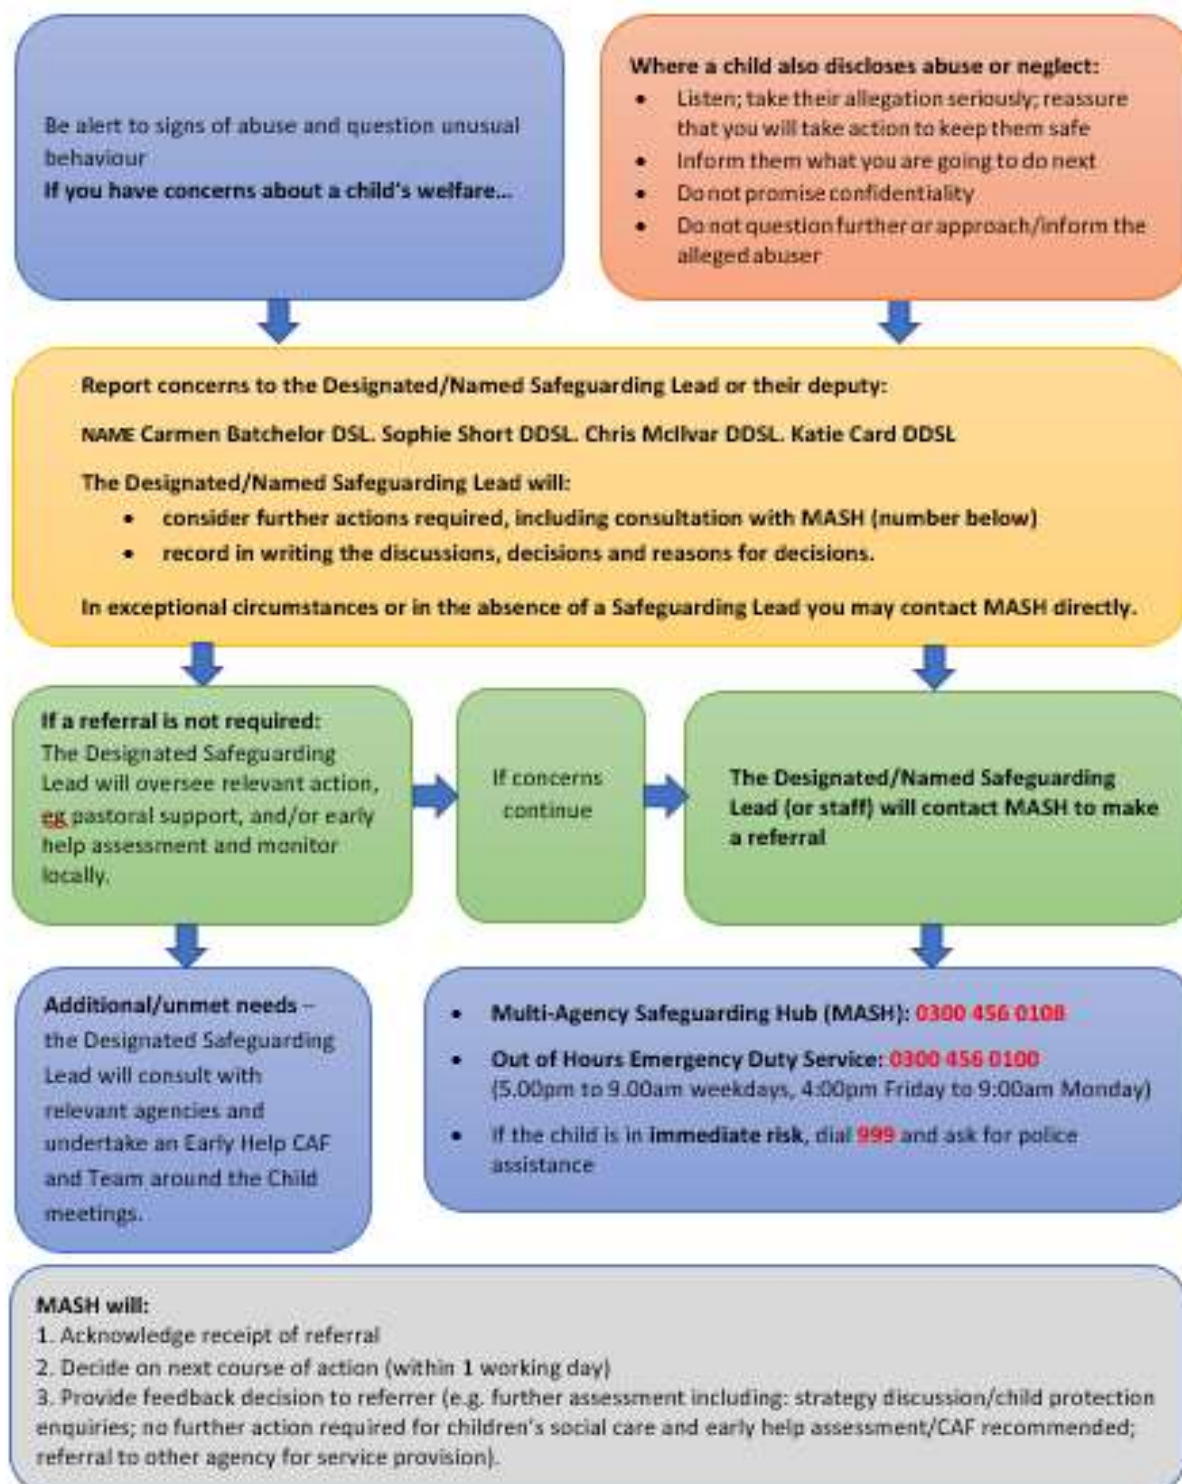 Be alert to signs of abuse and question unusual
behaviour
If you have concerns about a child's welfare...
Where a child also discloses abuse or neglect:
• Listen; take their allegation seriously; reassure
that you will take action to keep them safe
• Inform them what you are going to do next
• Do not promise confidentiality
• Do not question further or approach/inform the
alleged abuser
Report concerns to the Designated/Named Safeguarding Lead or their deputy:
NAME Carmen Batchelor DSL. Sophie Short DDSL. Chris McIlvar DDSL. Katie Card DDSL
The Designated/Named Safeguarding Lead will:
• consider further actions required, including consultation with MASH (number below)
• record in writing the discussions, decisions and reasons for decisions.
In exceptional circumstances or in the absence of a Safeguarding Lead you may contact MASH directly.
If a referral is not required:
The Designated Safeguarding
Lead will oversee relevant action,
eg pastoral support, and/or early
help assessment and monitor
locally.
If concerns
continue
The Designated/Named Safeguarding
Lead (or staff) will contact MASH to make
a referral
Additional/unmet needs –
the Designated Safeguarding
Lead will consult with
relevant agencies and
undertake an Early Help CAF
and Team around the Child
meetings.
• Multi-Agency Safeguarding Hub (MASH): 0300 456 0108
• Out of Hours Emergency Duty Service: 0300 456 0100
(5.00pm to 9.00am weekdays, 4:00pm Friday to 9:00am Monday)
• If the child is in immediate risk, dial 999 and ask for police
assistance
MASH will:
1. Acknowledge receipt of referral
2. Decide on next course of action (within 1 working day)
3. Provide feedback decision to referrer (e.g. further assessment including: strategy discussion/child protection
enquiries; no further action required for children's social care and early help assessment/CAF recommended;
referral to other agency for service provision).